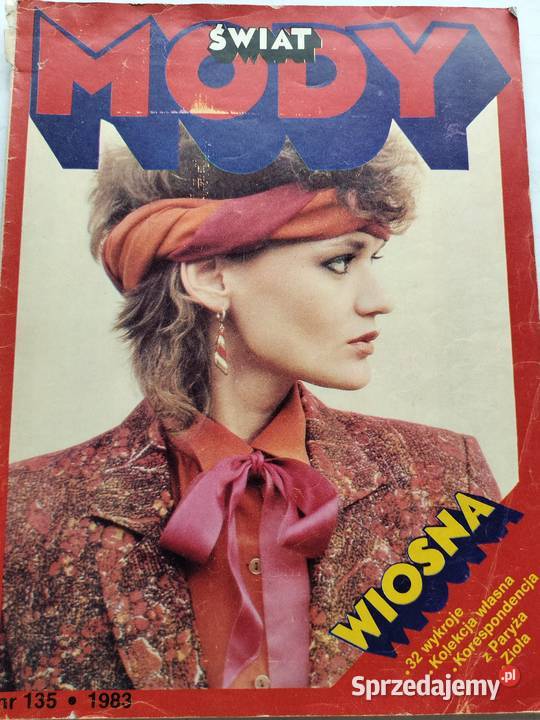 ŚWIAT
MODY
WIOSNA
• 32 wykroje
• Kolekcja własna
• Korespondencja
z Paryża
Zioła
nr 135 • 1983
Sprzedajemy.pl